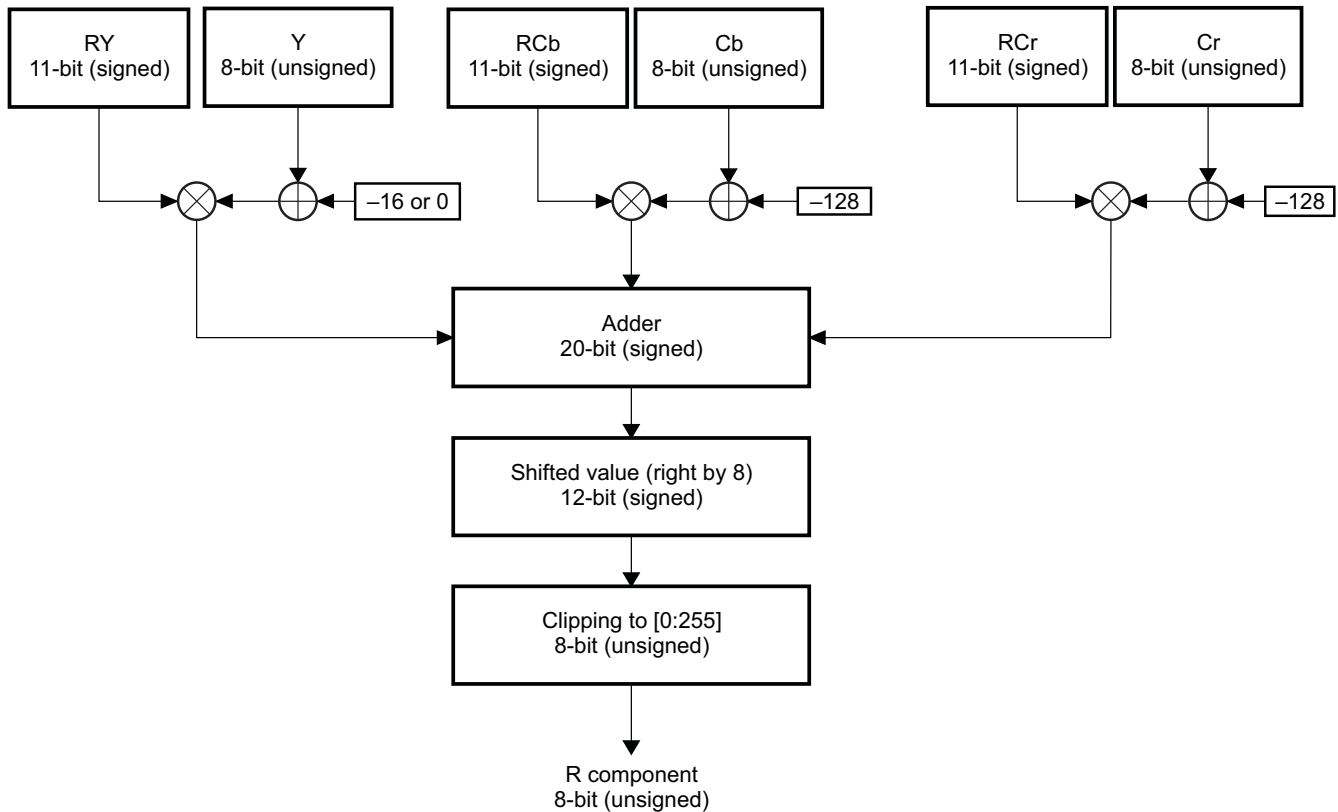 RY
11-bit (signed)
Y
8-bit (unsigned)
RCb
11-bit (signed)
Cb
8-bit (unsigned)
RCr
11-bit (signed)
Cr
8-bit (unsigned)
–16 or 0
–128
–128
Adder
20-bit (signed)
Shifted value (right by 8)
12-bit (signed)
Clipping to [0:255]
8-bit (unsigned)
R component
8-bit (unsigned)